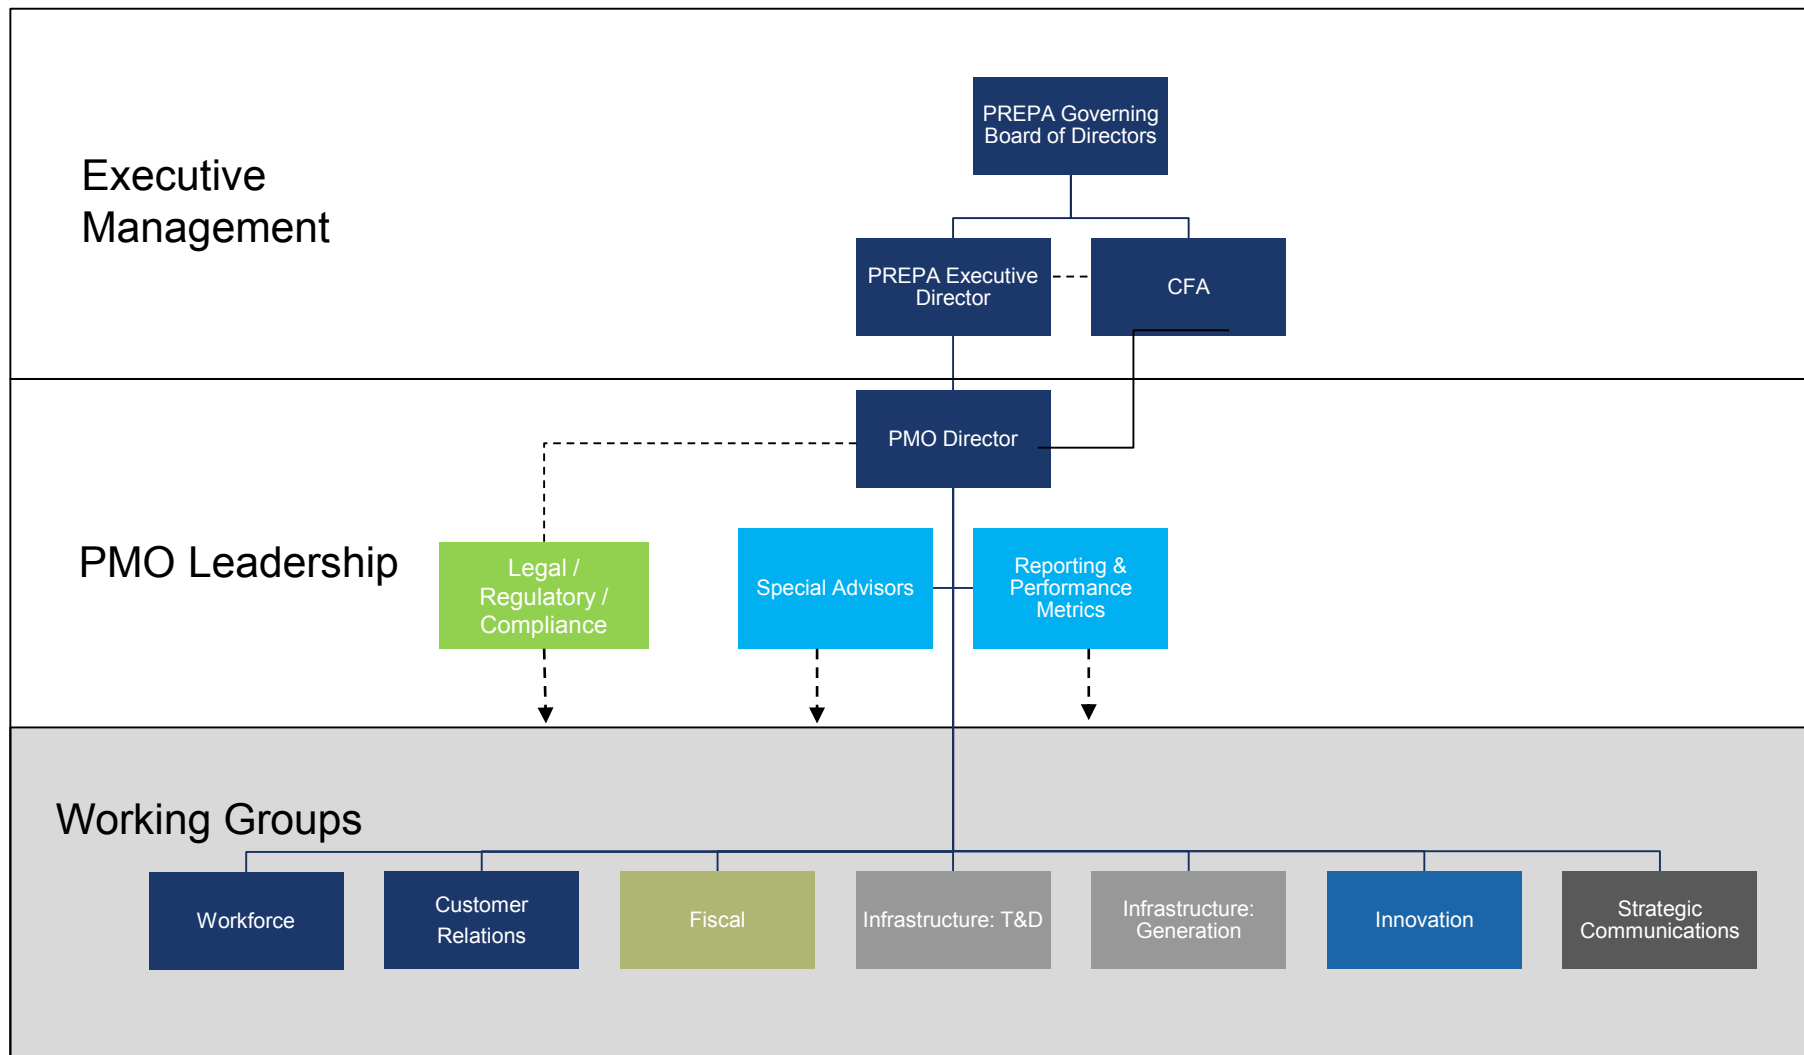 Executive
Management
PREPA Governing
Board of Directors
PREPA Executive
Director
CFA
PMO Leadership
PMO Director
Legal /
Regulatory /
Compliance
Special Advisors
Reporting &
Performance
Metrics
Working Groups
Workforce
Customer
Relations
Fiscal
Infrastructure: T&D
Infrastructure:
Generation
Innovation
Strategic
Communications